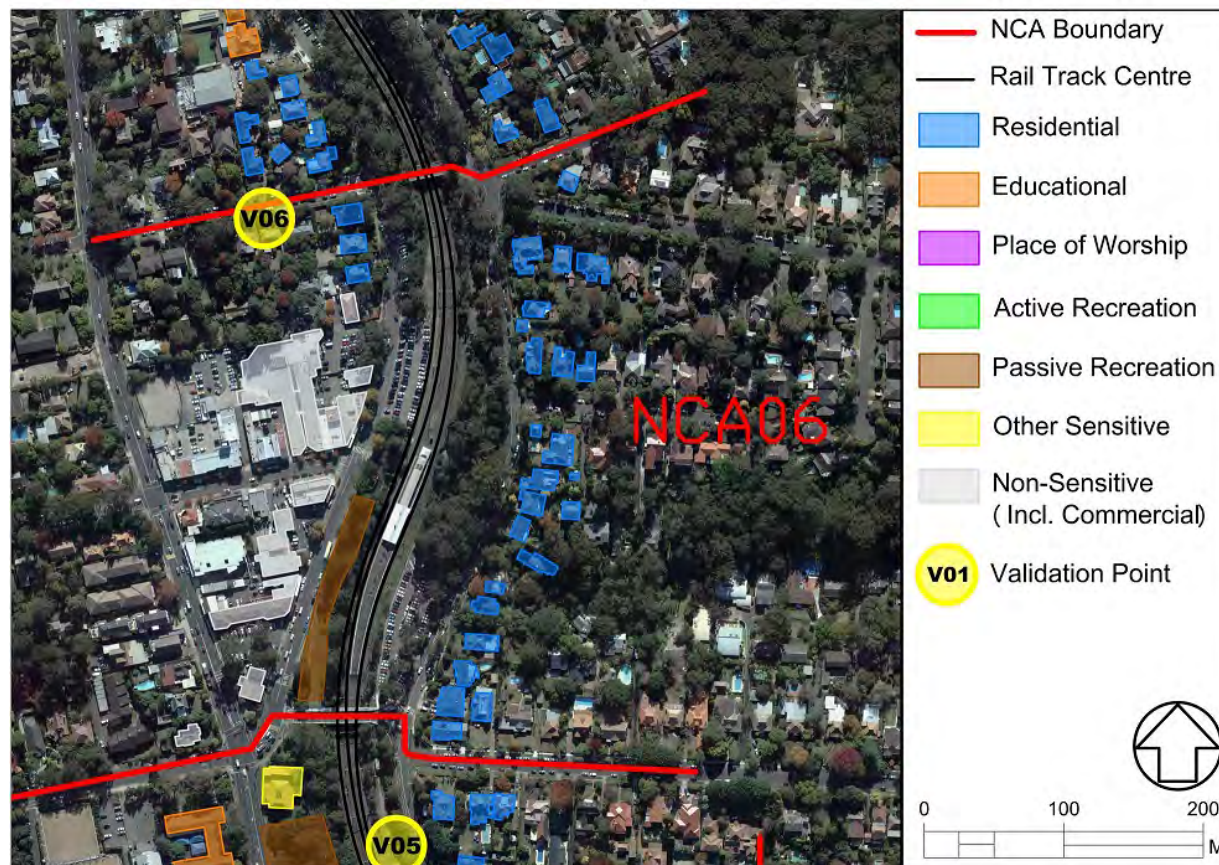 NCA Boundary
Rail Track Centre
Residential
Educational
Place of Worship
Active Recreation
Passive Recreation
Other Sensitive
Non-Sensitive
( Incl. Commercial)
V01 Validation Point
V06
NCA06
V05
0 100 200
M